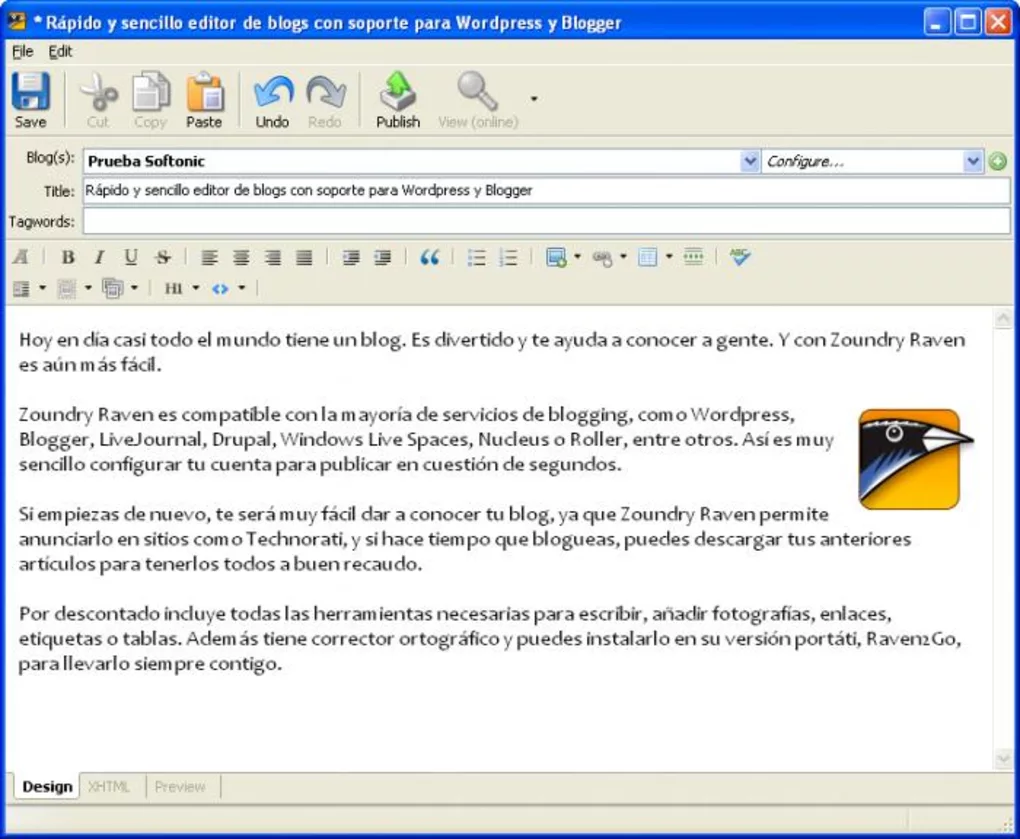 * Rápido y sencillo editor de blogs con soporte para Wordpress y Blogger
File Edit
Save Cut Copy Paste Undo Redo Publish View (online)
Blog(s): Prueba Softonic Configure...
Title: Rápido y sencillo editor de blogs con soporte para Wordpress y Blogger
Tagwords:
A B I U S ABC
H1
Hoy en día casi todo el mundo tiene un blog. Es divertido y te ayuda a conocer a gente. Y con Zoundry Raven
es aún más fácil.
Zoundry Raven es compatible con la mayoría de servicios de blogging, como Wordpress,
Blogger, LiveJournal, Drupal, Windows Live Spaces, Nucleus o Roller, entre otros. Así es muy
sencillo configurar tu cuenta para publicar en cuestión de segundos.
Si empiezas de nuevo, te será muy fácil dar a conocer tu blog, ya que Zoundry Raven permite
anunciarlo en sitios como Technorati, y si hace tiempo que blogueas, puedes descargar tus anteriores
artículos para tenerlos todos a buen recaudo.
Por descontado incluye todas las herramientas necesarias para escribir, añadir fotografías, enlaces,
etiquetas o tablas. Además tiene corrector ortográfico y puedes instalarlo en su versión portáti, Raven2Go,
para llevarlo siempre contigo.
Design XHTML Preview